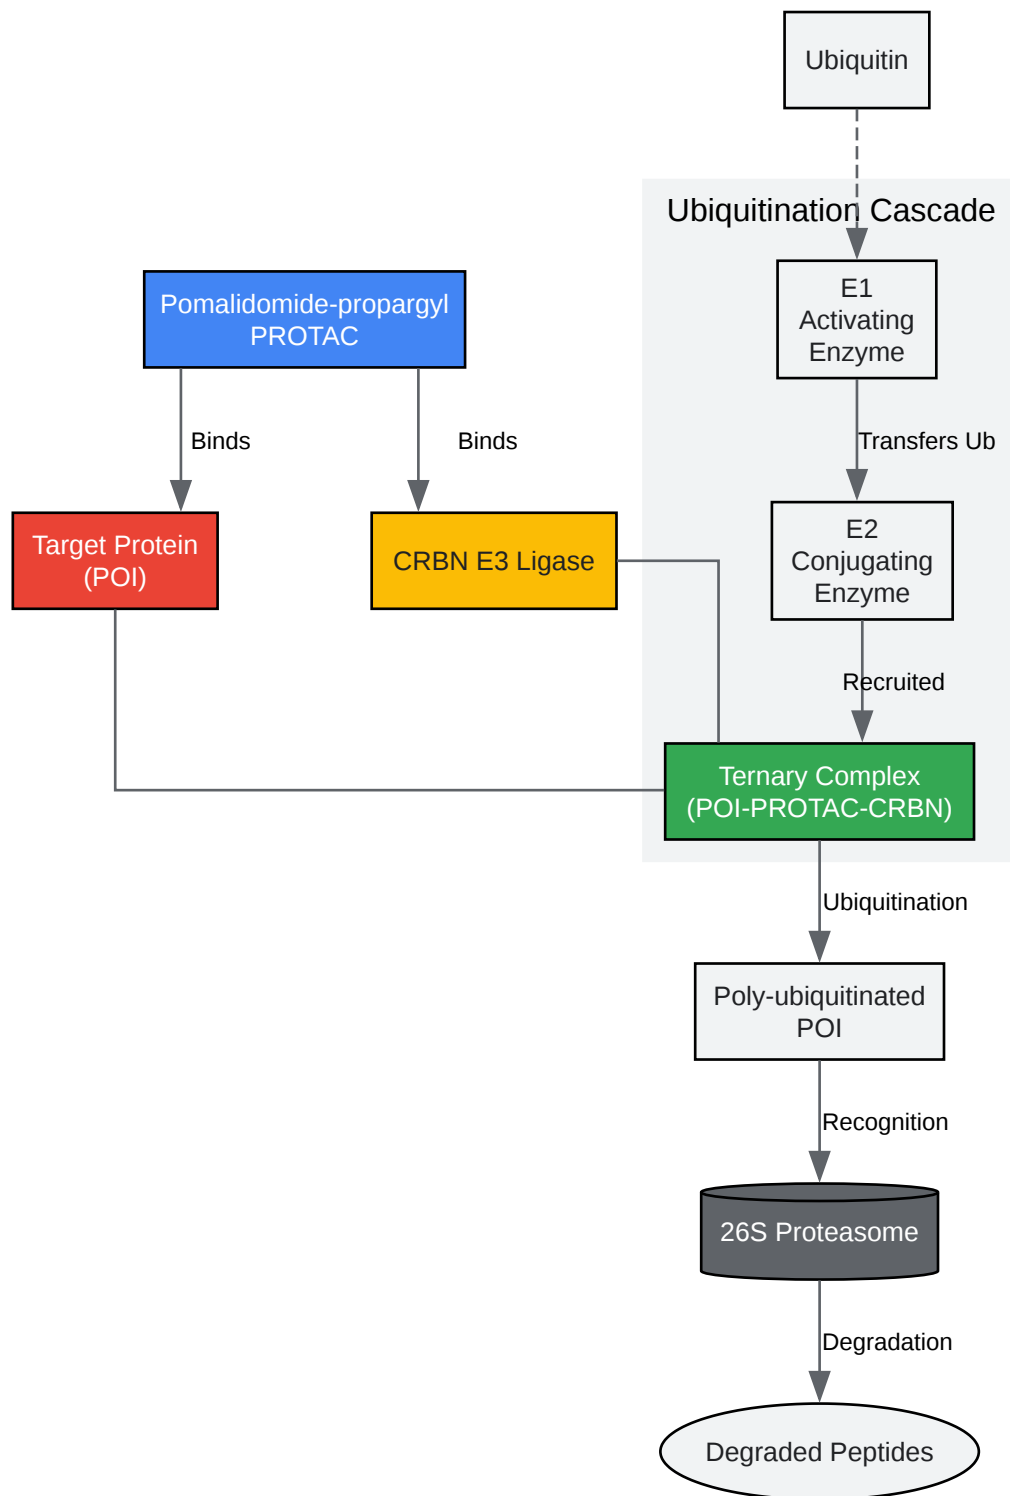 Ubiquitin
Ubiquitination Cascade
E1
Activating
Enzyme
Pomalidomide-propargyl
PROTAC
Binds
Binds
Transfers Ub
Target Protein
(POI)
CRBN E3 Ligase
E2
Conjugating
Enzyme
Recruited
Ternary Complex
(POI-PROTAC-CRBN)
Ubiquitination
Poly-ubiquitinated
POI
Recognition
26S Proteasome
Degradation
Degraded Peptides